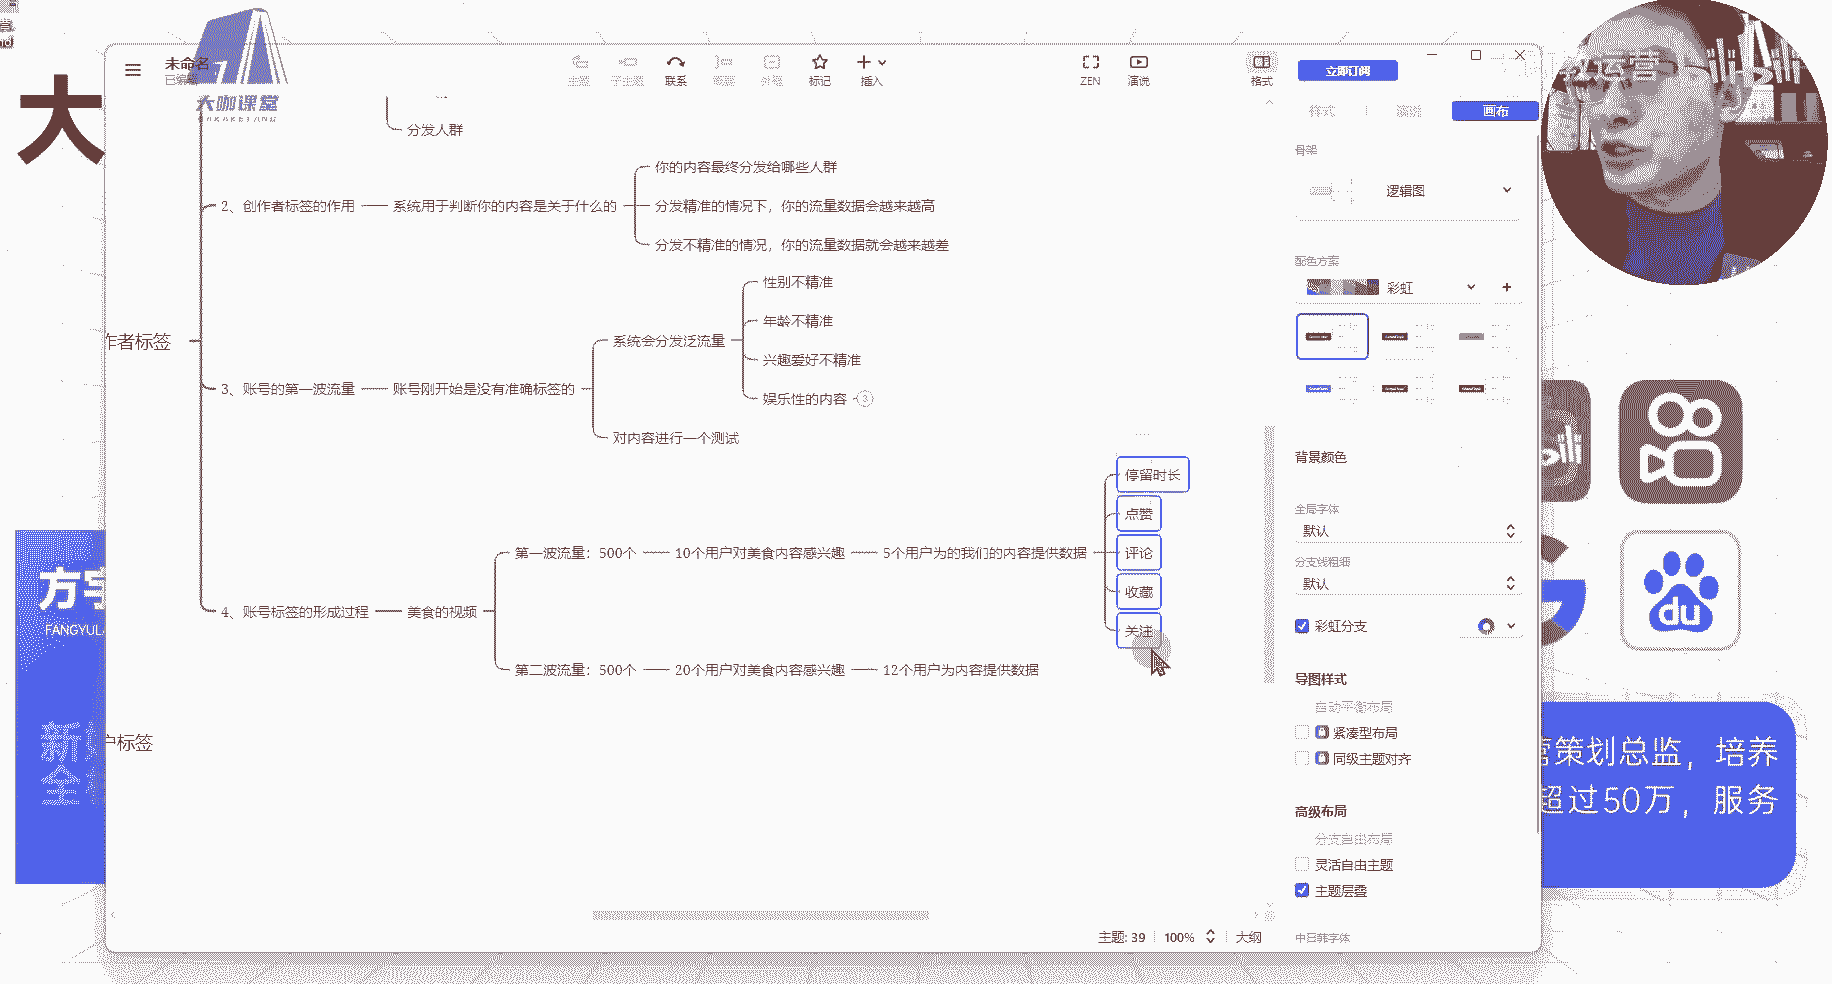 大
未命名
已编辑
大咖课堂
主题
子主题
联系
概要
外框
标记
插入
ZEN
演说
格式
立即订阅
运营
样式
演说
画布
分发人群
2、创作者标签的作用
系统用于判断你的内容是关于什么的
你的内容最终分发给哪些人群
分发精准的情况下，你的流量数据会越来越高
分发不精准的情况，你的流量数据就会越来越差
作者标签
3、账号的第一波流量
账号刚开始是没有准确标签的
系统会分发泛流量
性别不精准
年龄不精准
兴趣爱好不精准
娱乐性的内容
3
对内容进行一个测试
4、账号标签的形成过程
美食的视频
第一波流量：500个
10个用户对美食内容感兴趣
5个用户为的我们的内容提供数据
停留时长
点赞
评论
收藏
关注
第二波流量：500个
20个用户对美食内容感兴趣
12个用户为内容提供数据
户标签
骨架
逻辑图
配色方案
彩虹
背景颜色
全局字体
默认
分支线粗细
默认
彩虹分支
导图样式
自动平衡布局
紧凑型布局
同级主题对齐
高级布局
分支自由布局
灵活自由主题
主题层叠
中日韩字体
主题: 39
100%
大纲
FANGYUL
新
全
du
营策划总监，培养
超过50万，服务